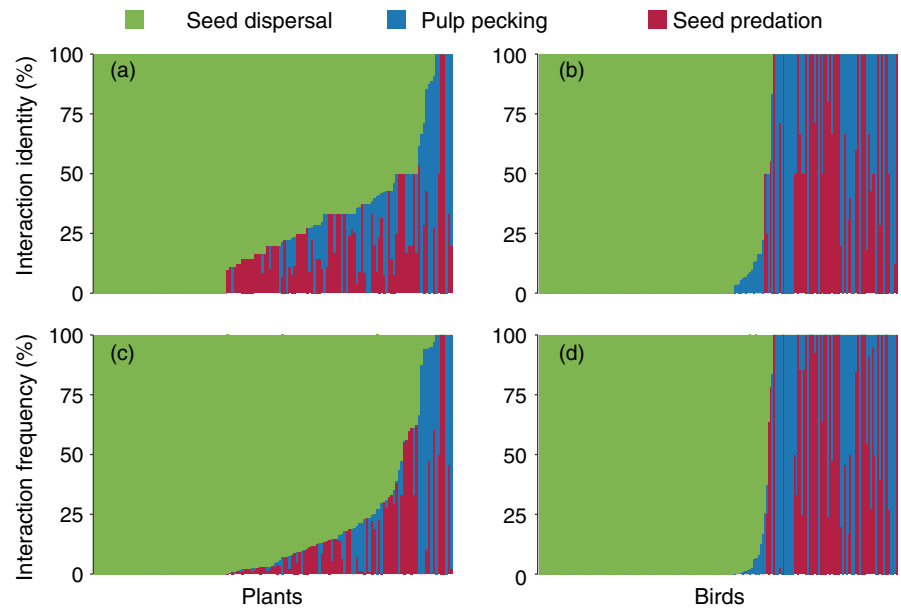 Seed dispersal Pulp pecking Seed predation
Interaction identity (%)
100
75
50
25
0
(a)
100
75
50
25
0
(b)
Interaction frequency (%)
100
75
50
25
0
(c)
100
75
50
25
0
(d)
Plants
Birds